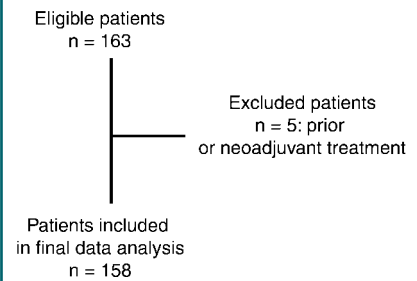 Eligible patients
n = 163
Excluded patients
n = 5: prior
or neoadjuvant treatment
Patients included
in final data analysis
n = 158